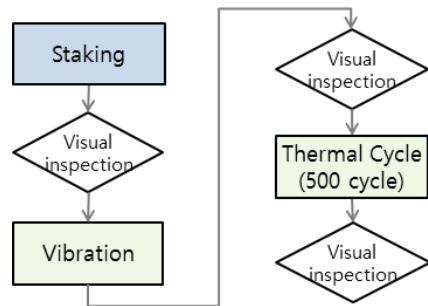 Staking
Visual
inspection
Vibration
Visual
inspection
Thermal Cycle
(500 cycle)
Visual
inspection